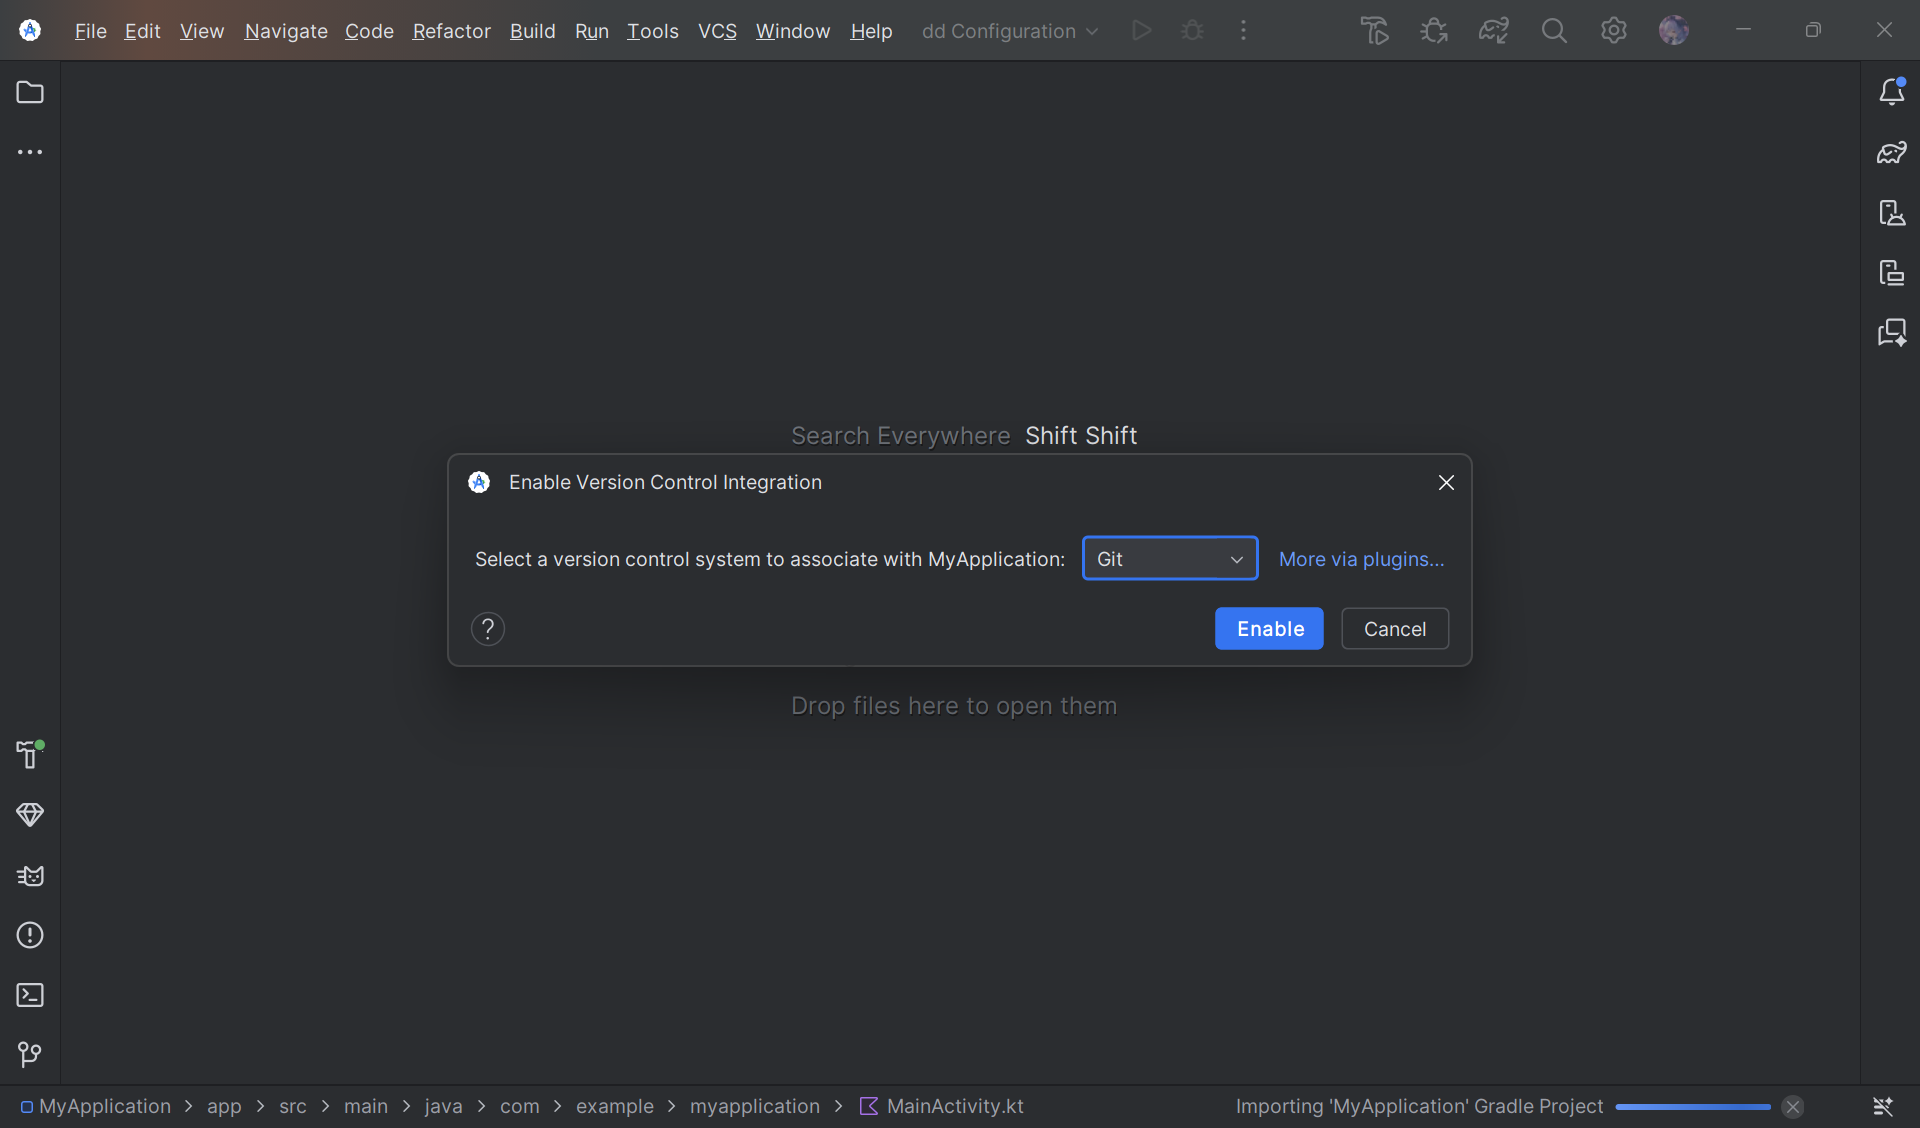 File Edit View Navigate Code Refactor Build Run Tools VCS Window Help dd Configuration
Search Everywhere Shift Shift
Enable Version Control Integration
Select a version control system to associate with MyApplication: Git More via plugins...
? Enable Cancel
Drop files here to open them
MyApplication > app > src > main > java > com > example > myapplication > MainActivity.kt Importing 'MyApplication' Gradle Project